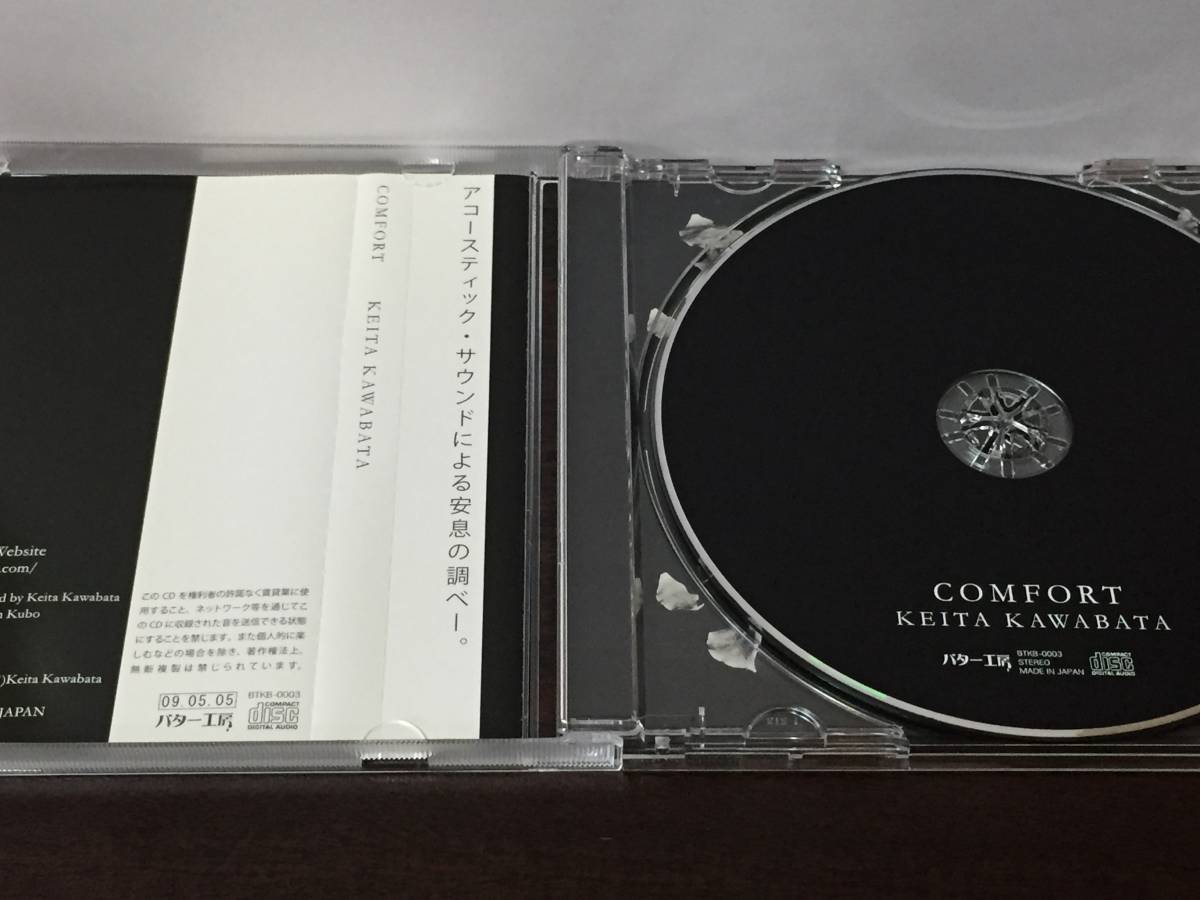 Website
.com/
d by Keita Kawabata
n Kubo
)Keita Kawabata
JAPAN
COMFORT KEITA KAWABATA
アコースティック・サウンドによる安息の調べー。
このCDを権利者の許諾なく賃貸業に使
用すること、ネットワーク等を通じてこ
のCDに収録された音を送信できる状態
にすることを禁じます。また個人的に楽
しむなどの場合を除き、著作権法上、
無断複製は禁じられています。
09.05.05
バター工房
BTKB-0003
COMPACT
disc
DIGITAL AUDIO
COMFORT
KEITA KAWABATA
バター工房
BTKB-0003
STEREO
MADE IN JAPAN
COMPACT
disc
DIGITAL AUDIO